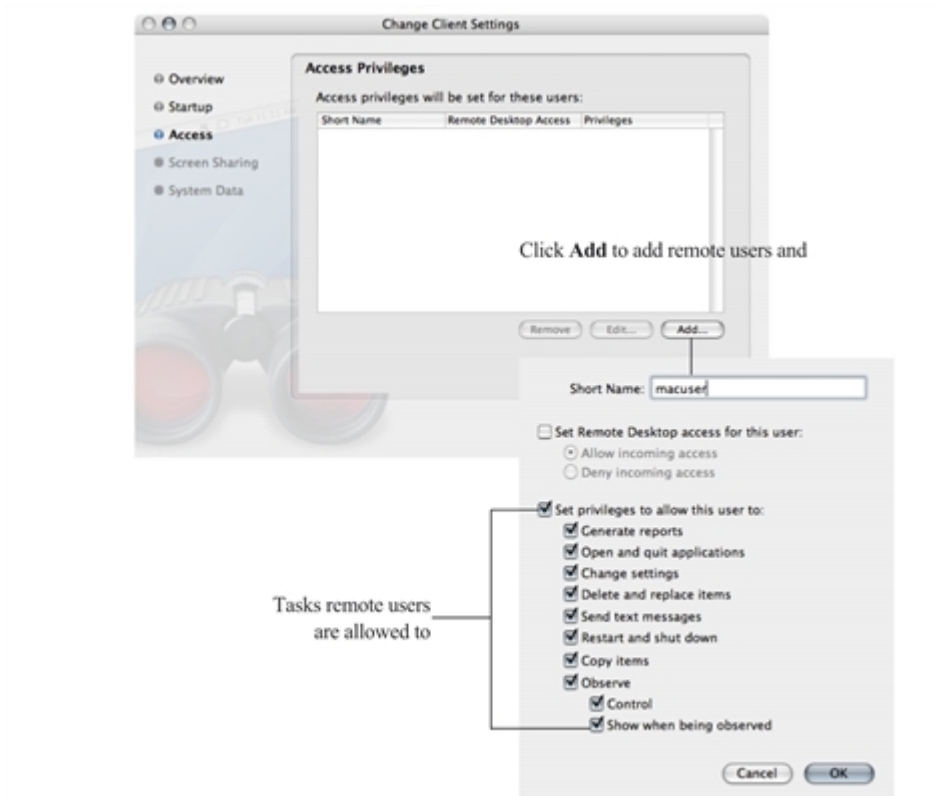 Change Client Settings
Overview
Startup
Access
Screen Sharing
System Data
Access Privileges
Access privileges will be set for these users:
Short Name Remote Desktop Access Privileges
Click Add to add remote users and
Remove Edit... Add...
Short Name: macuser
Set Remote Desktop access for this user:
Allow incoming access
Deny incoming access
Set privileges to allow this user to:
Generate reports
Open and quit applications
Change settings
Delete and replace items
Send text messages
Restart and shut down
Copy items
Observe
Control
Show when being observed
Tasks remote users
are allowed to
Cancel OK